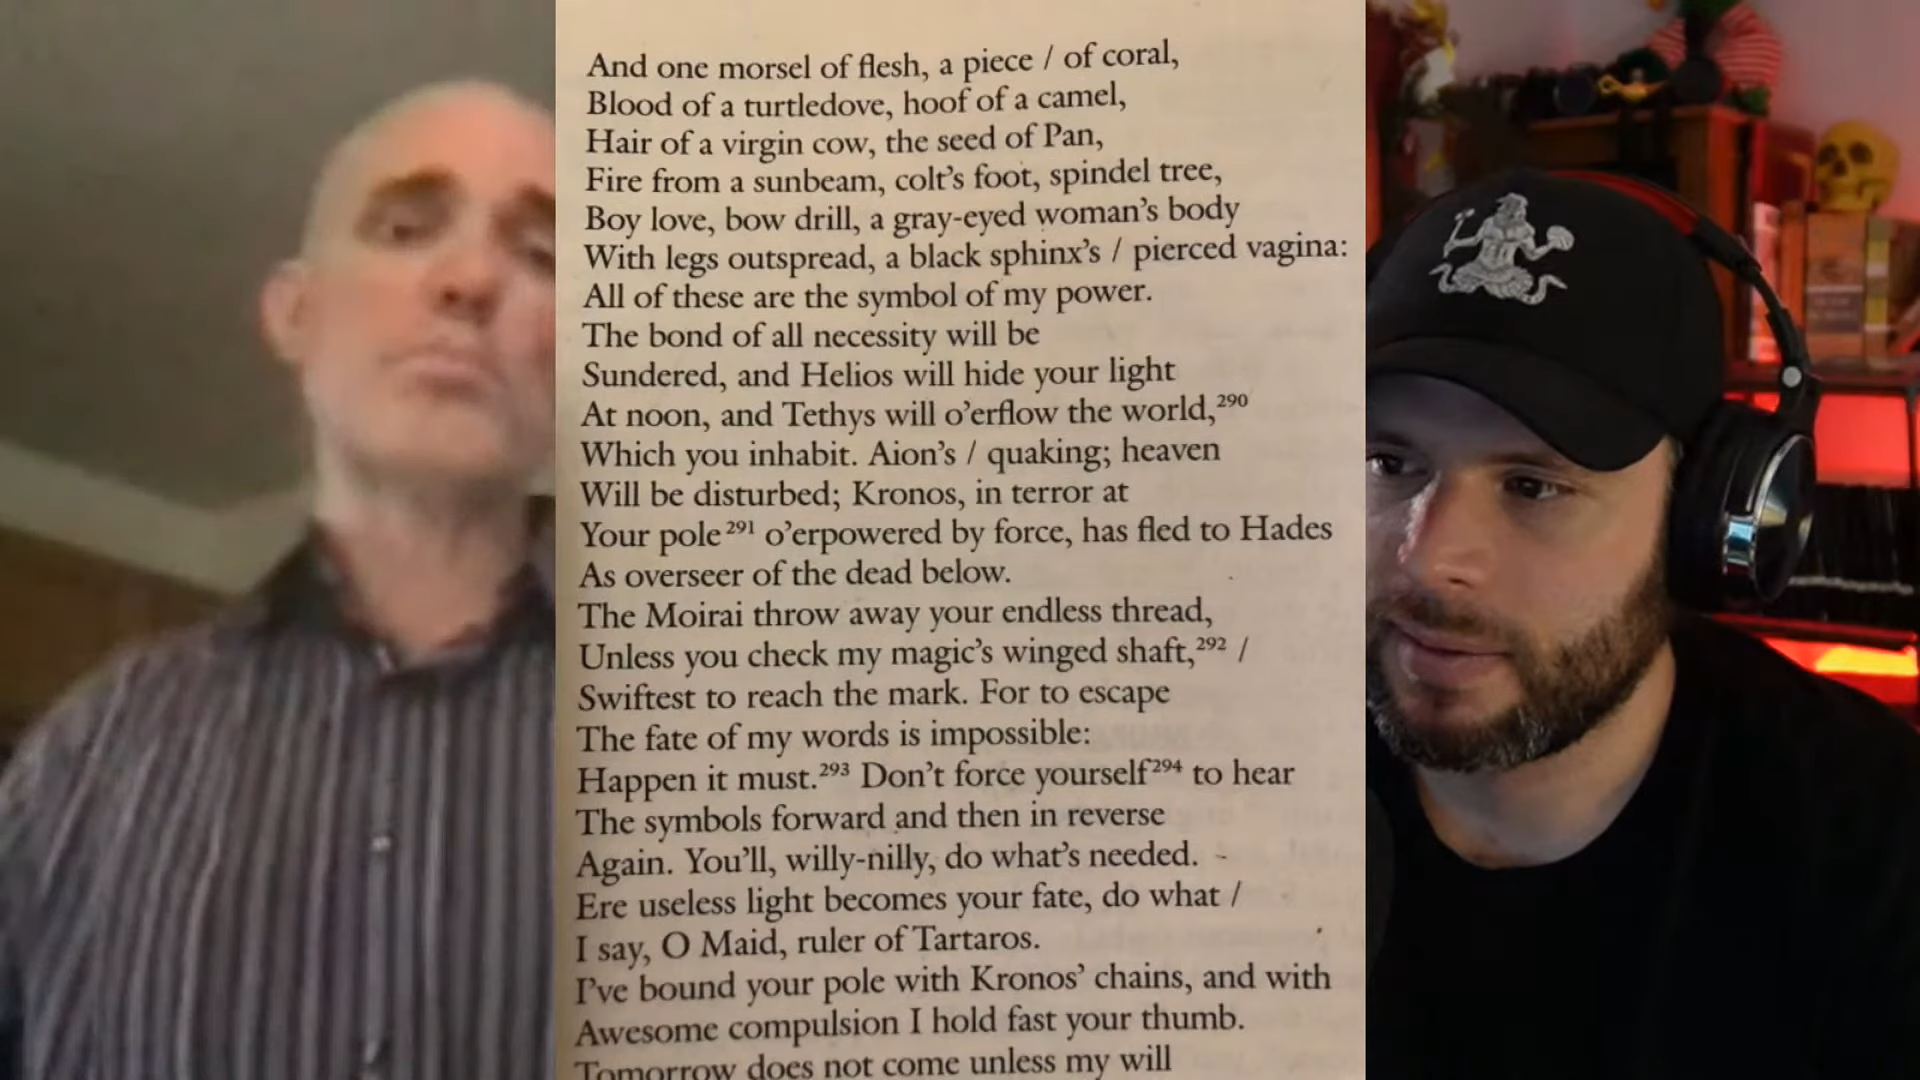 And one morsel of flesh, a piece / of coral,
Blood of a turtledove, hoof of a camel,
Hair of a virgin cow, the seed of Pan,
Fire from a sunbeam, colt's foot, spindel tree,
Boy love, bow drill, a gray-eyed woman's body
With legs outspread, a black sphinx's / pierced vagina:
All of these are the symbol of my power.
The bond of all necessity will be
Sundered, and Helios will hide your light
At noon, and Tethys will o'erflow the world,²⁹⁰
Which you inhabit. Aion's / quaking; heaven
Will be disturbed; Kronos, in terror at
Your pole²⁹¹ o'erpowered by force, has fled to Hades
As overseer of the dead below.
The Moirai throw away your endless thread,
Unless you check my magic's winged shaft,²⁹² /
Swiftest to reach the mark. For to escape
The fate of my words is impossible:
Happen it must.²⁹³ Don't force yourself²⁹⁴ to hear
The symbols forward and then in reverse
Again. You'll, willy-nilly, do what's needed.
Ere useless light becomes your fate, do what /
I say, O Maid, ruler of Tartaros.
I've bound your pole with Kronos' chains, and with
Awesome compulsion I hold fast your thumb.
Tomorrow does not come unless my will